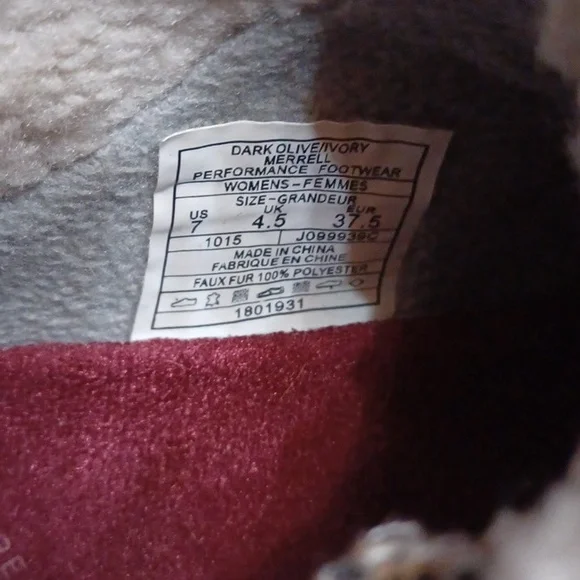 DARK OLIVE/IVORY
MERRELL
PERFORMANCE FOOTWEAR
WOMENS-FEMMES
SIZE-GRANDEUR
US UK EUR
7 4.5 37.5
1015 J099939C
MADE IN CHINA
FABRIQUE EN CHINE
FAUX FUR 100% POLYESTER
1801931